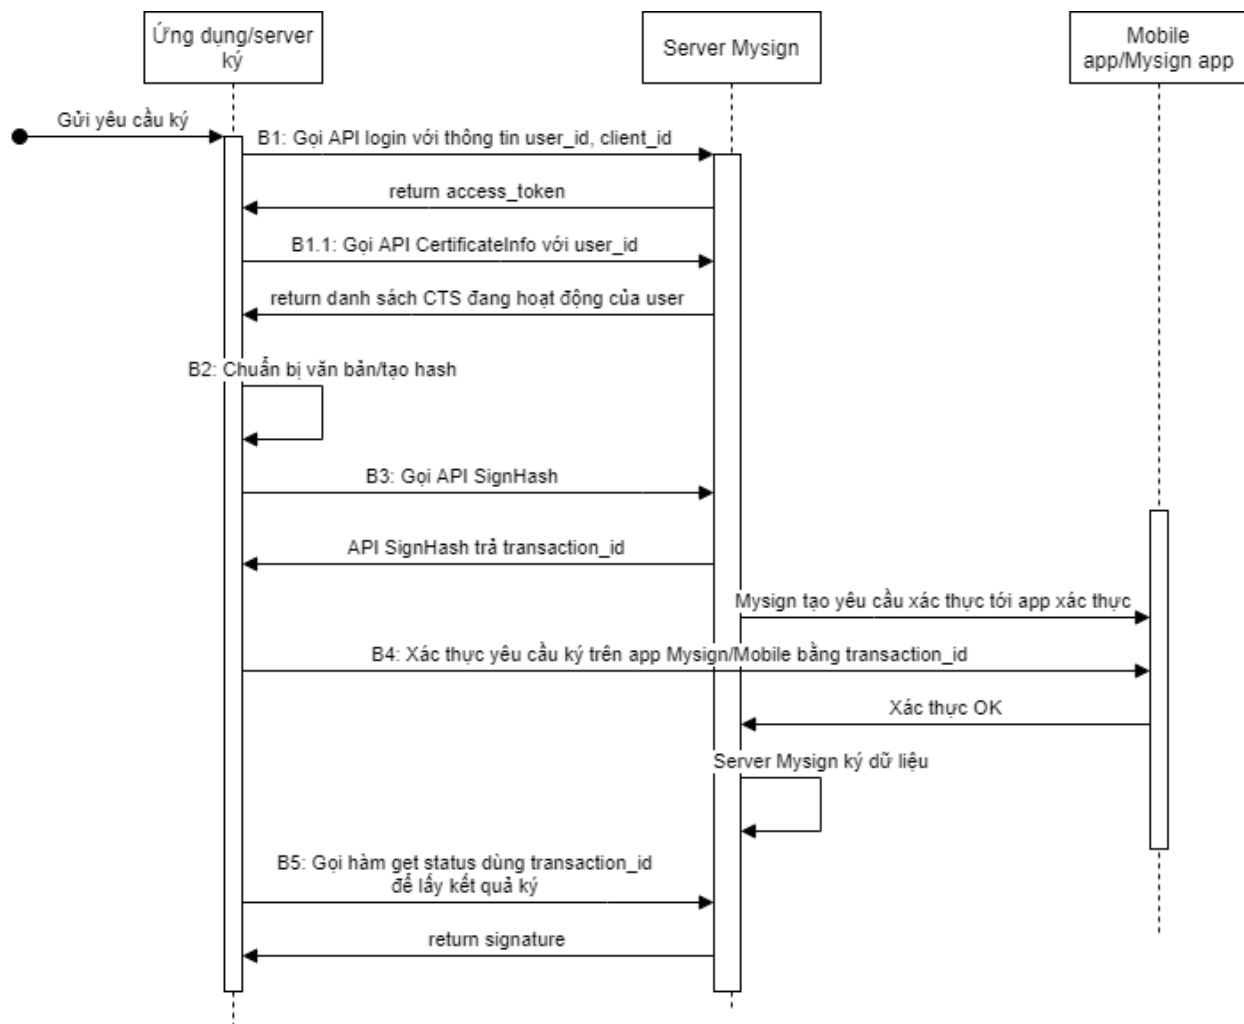 Ứng dụng/server
ký
Server Mysign
Mobile
app/Mysign app
Gửi yêu cầu ký
B1: Gọi API login với thông tin user_id, client_id
return access_token
B1.1: Gọi API CertificateInfo với user_id
return danh sách CTS đang hoạt động của user
B2: Chuẩn bị văn bản/tạo hash
B3: Gọi API SignHash
API SignHash trả transaction_id
Mysign tạo yêu cầu xác thực tới app xác thực
B4: Xác thực yêu cầu ký trên app Mysign/Mobile bằng transaction_id
Xác thực OK
Server Mysign ký dữ liệu
B5: Gọi hàm get status dùng transaction_id
để lấy kết quả ký
return signature